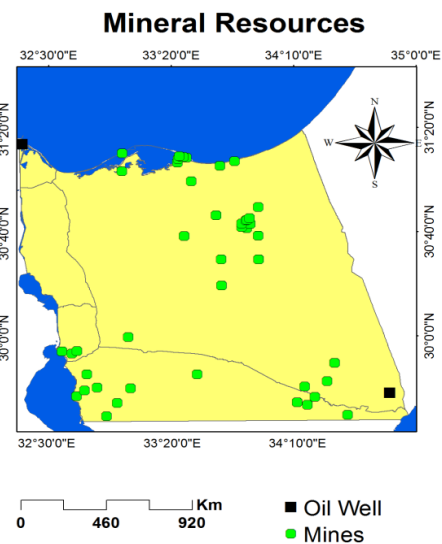 Mineral Resources
32°30'0"E 33°20'0"E 34°10'0"E 35°0'0"E
N
W E
S
31°20'0"N 31°20'0"N
30°40'0"N 30°40'0"N
30°0'0"N 30°0'0"N
32°30'0"E 33°20'0"E 34°10'0"E
Km
0 460 920
Oil Well
Mines